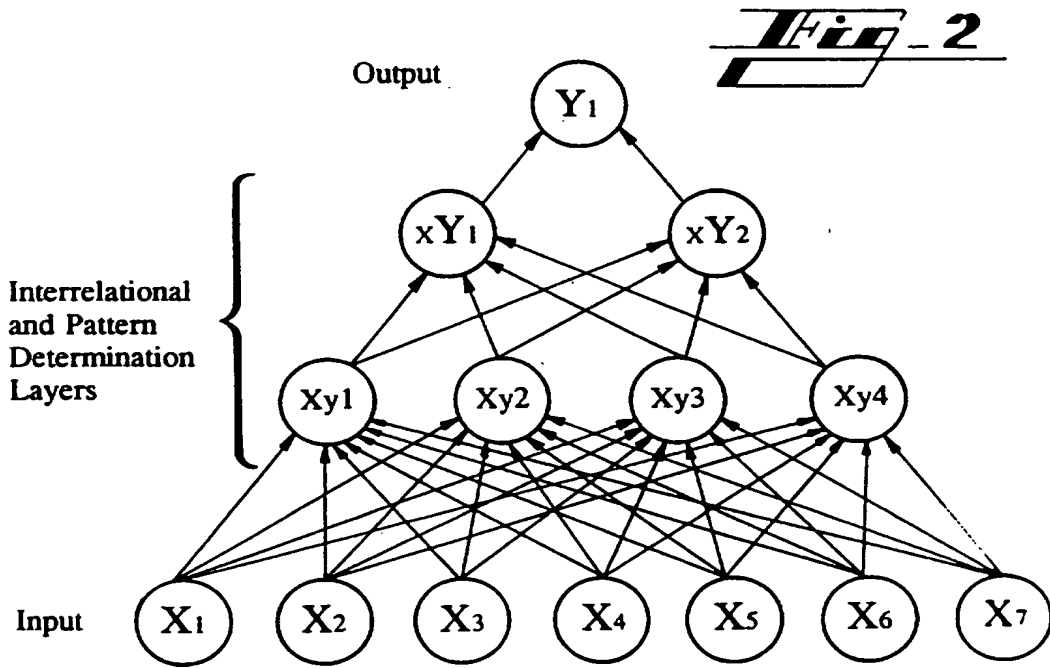 Fig_2
Output
Y1
xY1
xY2
Interrelational
and Pattern
Determination
Layers
Xy1
Xy2
Xy3
Xy4
Input
X1
X2
X3
X4
X5
X6
X7